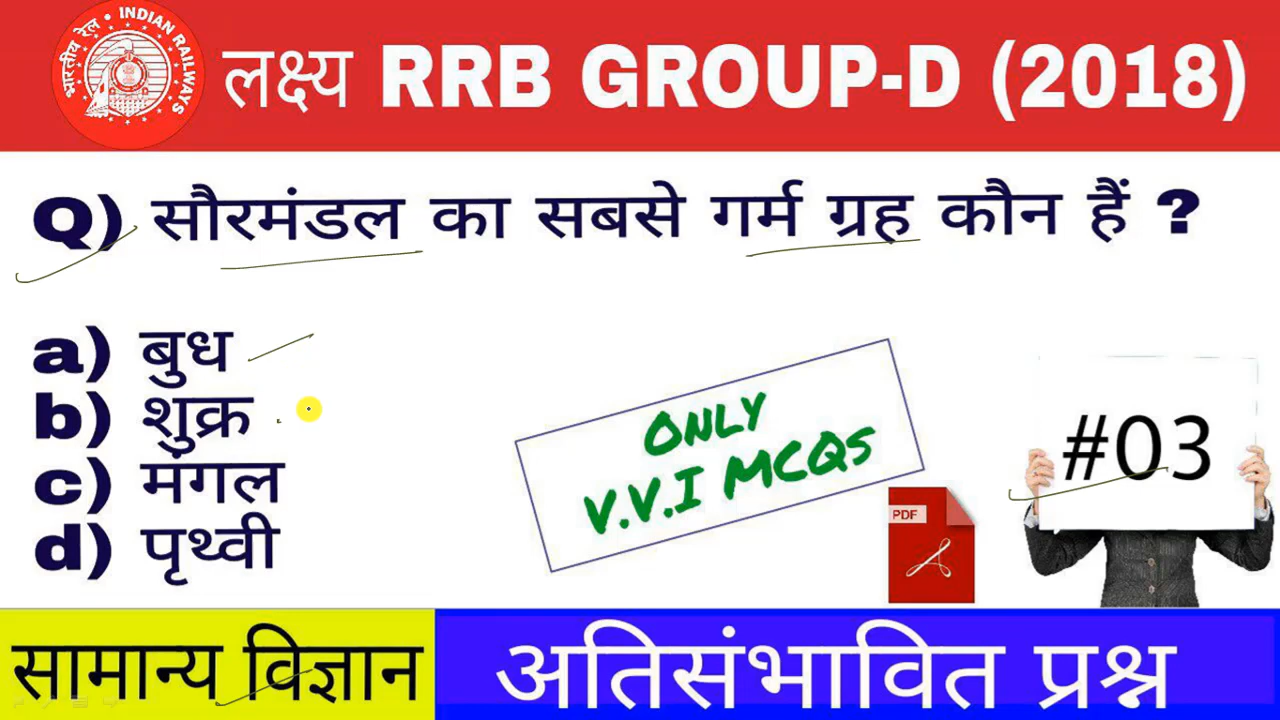 भारतीय रेल • INDIAN RAILWAYS
लक्ष्य RRB GROUP-D (2018)
Q) सौरमंडल का सबसे गर्म ग्रह कौन हैं ?
a) बुध
b) शुक्र
c) मंगल
d) पृथ्वी
ONLY
V.V.I MCQS
#03
PDF
सामान्य विज्ञान
अतिसंभावित प्रश्न